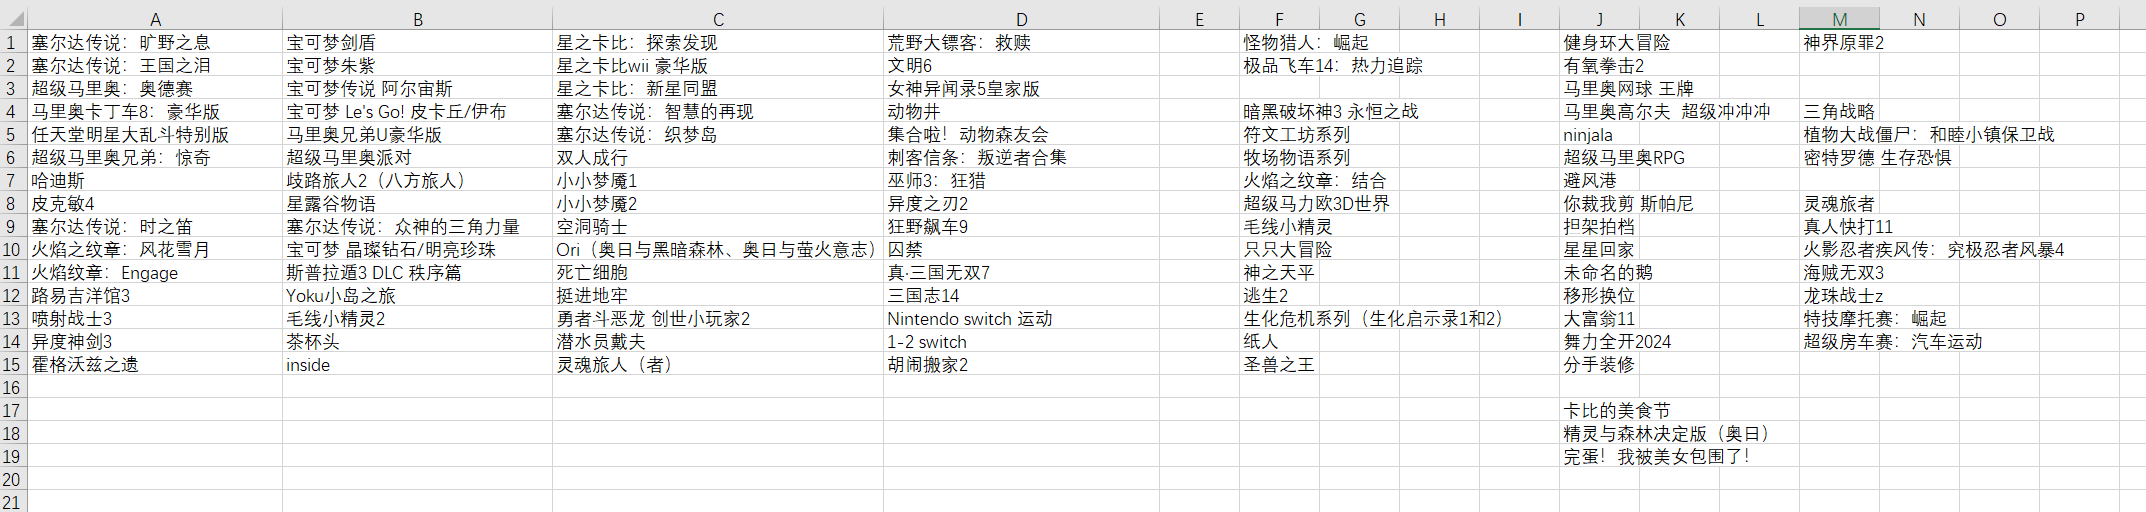 A B C D E F G H I J K L M N O P
1 塞尔达传说：旷野之息 宝可梦剑盾 星之卡比：探索发现 荒野大镖客：救赎 怪物猎人：崛起 健身环大冒险 神界原罪2
2 塞尔达传说：王国之泪 宝可梦朱紫 星之卡比wii 豪华版 文明6 极品飞车14：热力追踪 有氧拳击2
3 超级马里奥：奥德赛 宝可梦传说 阿尔宙斯 星之卡比：新星同盟 女神异闻录5皇家版 马里奥网球 王牌
4 马里奥卡丁车8：豪华版 宝可梦 Le's Go! 皮卡丘/伊布 塞尔达传说：智慧的再现 动物井 暗黑破坏神3 永恒之战 马里奥高尔夫 超级冲冲冲 三角战略
5 任天堂明星大乱斗特别版 马里奥兄弟U豪华版 塞尔达传说：织梦岛 集合啦！动物森友会 符文工坊系列 ninjala 植物大战僵尸：和睦小镇保卫战
6 超级马里奥兄弟：惊奇 超级马里奥派对 双人成行 刺客信条：叛逆者合集 牧场物语系列 超级马里奥RPG 密特罗德 生存恐惧
7 哈迪斯 歧路旅人2（八方旅人） 小小梦魇1 巫师3：狂猎 火焰之纹章：结合 避风港
8 皮克敏4 星露谷物语 小小梦魇2 异度之刃2 超级马力欧3D世界 你裁我剪 斯帕尼 灵魂旅者
9 塞尔达传说：时之笛 塞尔达传说：众神的三角力量 空洞骑士 狂野飙车9 毛线小精灵 担架拍档 真人快打11
10 火焰之纹章：风花雪月 宝可梦 晶璨钻石/明亮珍珠 Ori（奥日与黑暗森林、奥日与萤火意志） 囚禁 只只大冒险 星星回家 火影忍者疾风传：究极忍者风暴4
11 火焰纹章：Engage 斯普拉遁3 DLC 秩序篇 死亡细胞 真·三国无双7 神之天平 未命名的鹅 海贼无双3
12 路易吉洋馆3 Yoku小岛之旅 挺进地牢 三国志14 逃生2 移形换位 龙珠战士z
13 喷射战士3 毛线小精灵2 勇者斗恶龙 创世小玩家2 Nintendo switch 运动 生化危机系列（生化启示录1和2） 大富翁11 特技摩托赛：崛起
14 异度神剑3 茶杯头 潜水员戴夫 1-2 switch 纸人 舞力全开2024 超级房车赛：汽车运动
15 霍格沃兹之遗 inside 灵魂旅人（者） 胡闹搬家2 圣兽之王 分手装修
16
17 卡比的美食节
18 精灵与森林决定版（奥日）
19 完蛋！我被美女包围了！
20
21